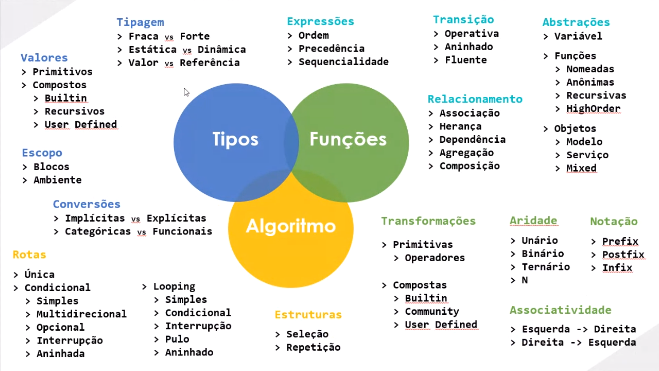 Tipagem
> Fraca vs Forte
> Estática vs Dinâmica
> Valor vs Referência
Expressões
> Ordem
> Precedência
> Sequencialidade
Transição
> Operativa
> Aninhado
> Fluente
Abstrações
> Variável
> Funções
> Nomeadas
> Anônimas
> Recursivas
> HighOrder
> Objetos
> Modelo
> Serviço
> Mixed
Valores
> Primitivos
> Compostos
> Builtin
> Recursivos
> User Defined
Relacionamento
> Associação
> Herança
> Dependência
> Agregação
> Composição
Tipos
Funções
Algoritmo
Escopo
> Blocos
> Ambiente
Conversões
> Implícitas vs Explícitas
> Categóricas vs Funcionais
Rotas
> Única
> Condicional
> Simples
> Multidirecional
> Opcional
> Interrupção
> Aninhada
> Looping
> Simples
> Condicional
> Interrupção
> Pulo
> Aninhado
Estruturas
> Seleção
> Repetição
Transformações
> Primitivas
> Operadores
> Compostas
> Builtin
> Community
> User Defined
Aridade
> Unário
> Binário
> Ternário
> N
Notação
> Prefix
> Postfix
> Infix
Associatividade
> Esquerda -> Direita
> Direita -> Esquerda